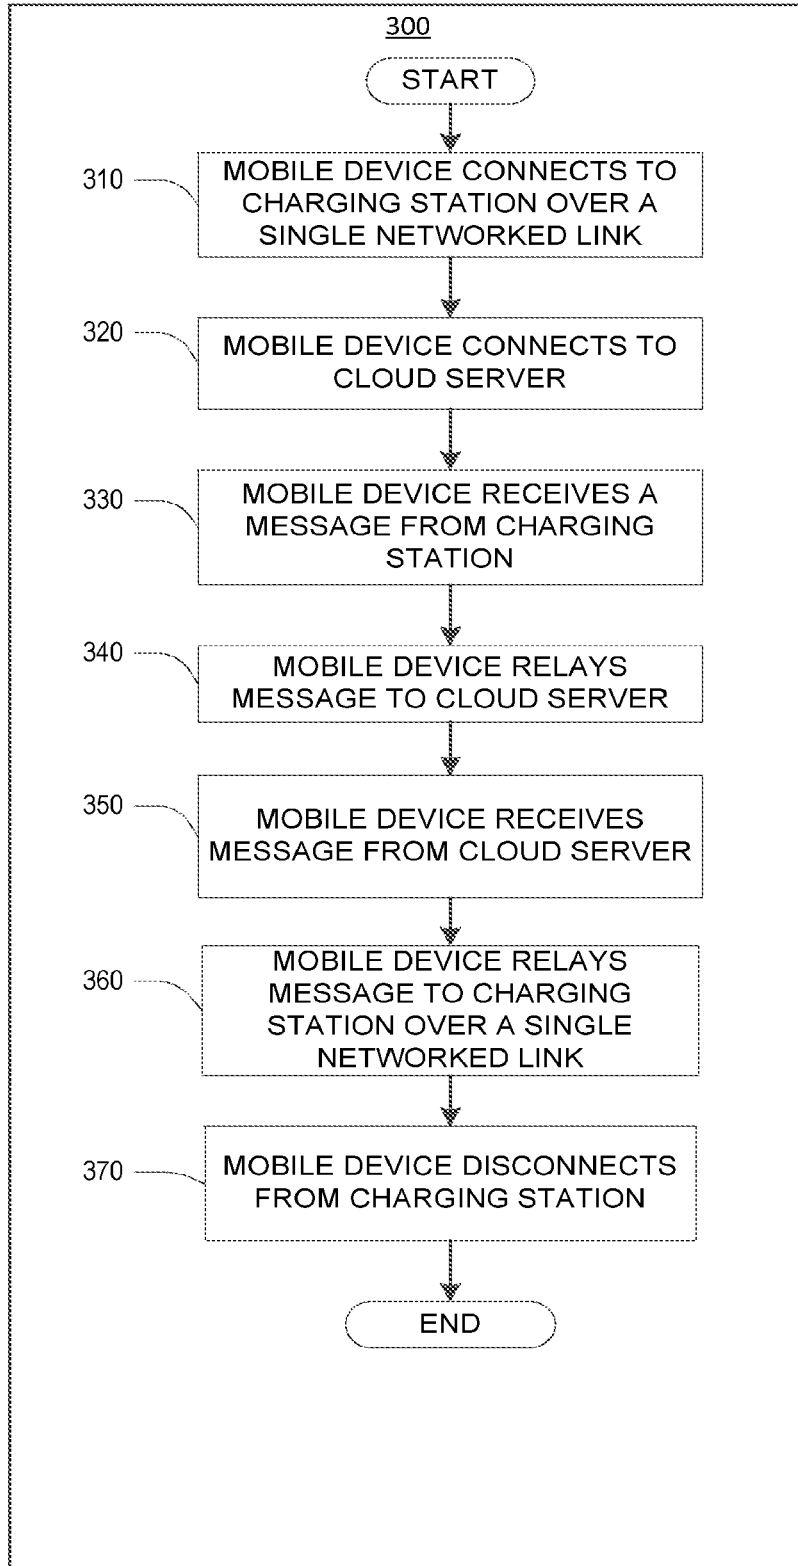 300
START
310
MOBILE DEVICE CONNECTS TO
CHARGING STATION OVER A
SINGLE NETWORKED LINK
320
MOBILE DEVICE CONNECTS TO
CLOUD SERVER
330
MOBILE DEVICE RECEIVES A
MESSAGE FROM CHARGING
STATION
340
MOBILE DEVICE RELAYS
MESSAGE TO CLOUD SERVER
350
MOBILE DEVICE RECEIVES
MESSAGE FROM CLOUD SERVER
360
MOBILE DEVICE RELAYS
MESSAGE TO CHARGING
STATION OVER A SINGLE
NETWORKED LINK
370
MOBILE DEVICE DISCONNECTS
FROM CHARGING STATION
END